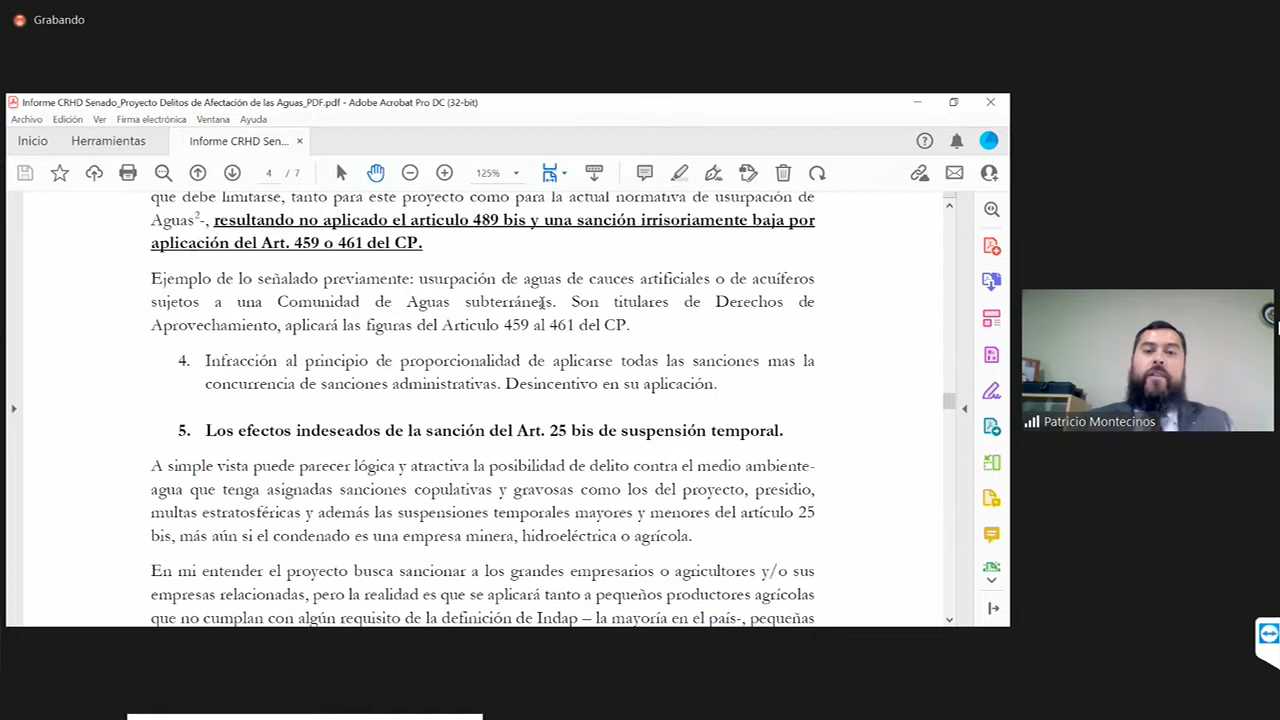 Grabando
Informe CRHD Senado_Proyecto Delitos de Afectación de las Aguas_PDF.pdf - Adobe Acrobat Pro DC (32-bit)
Archivo Edición Ver Firma electrónica Ventana Ayuda
Inicio Herramientas Informe CRHD Sen... ×
4 / 7 125%
que debe limitarse, tanto para este proyecto como para la actual normativa de usurpación de
Aguas2-, resultando no aplicado el articulo 489 bis y una sanción irrisoriamente baja por
aplicación del Art. 459 o 461 del CP.
Ejemplo de lo señalado previamente: usurpación de aguas de cauces artificiales o de acuíferos
sujetos a una Comunidad de Aguas subterráneas. Son titulares de Derechos de
Aprovechamiento, aplicará las figuras del Articulo 459 al 461 del CP.
4. Infracción al principio de proporcionalidad de aplicarse todas las sanciones mas la
concurrencia de sanciones administrativas. Desincentivo en su aplicación.
5. Los efectos indeseados de la sanción del Art. 25 bis de suspensión temporal.
A simple vista puede parecer lógica y atractiva la posibilidad de delito contra el medio ambiente-
agua que tenga asignadas sanciones copulativas y gravosas como los del proyecto, presidio,
multas estratosféricas y además las suspensiones temporales mayores y menores del artículo 25
bis, más aún si el condenado es una empresa minera, hidroeléctrica o agrícola.
En mi entender el proyecto busca sancionar a los grandes empresarios o agricultores y/o sus
empresas relacionadas, pero la realidad es que se aplicará tanto a pequeños productores agrícolas
que no cumplan con algún requisito de la definición de Indap – la mayoría en el país-, pequeñas
Patricio Montecinos